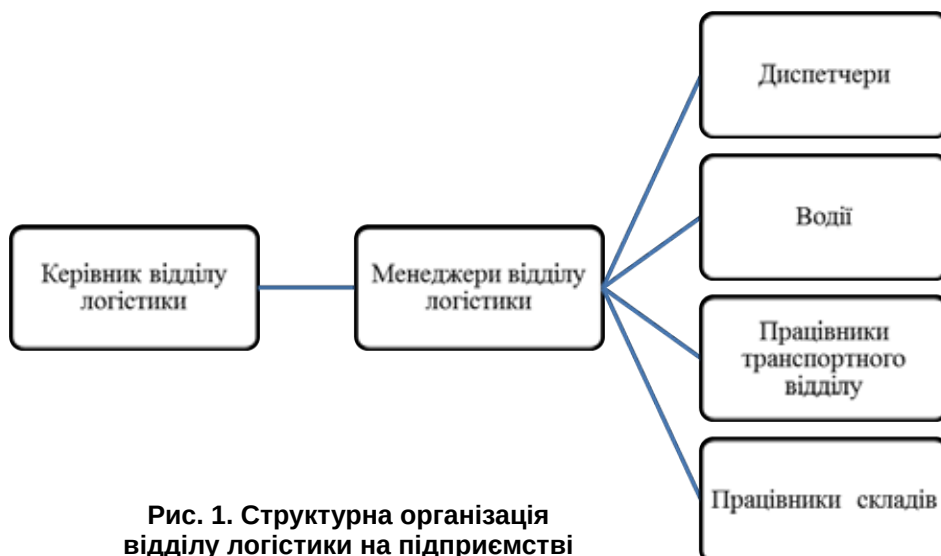 Керівник відділу
логістики
Менеджери відділу
логістики
Диспетчери
Водії
Працівники
транспортного
відділу
Працівники складів
Рис. 1. Структурна організація
відділу логістики на підприємстві